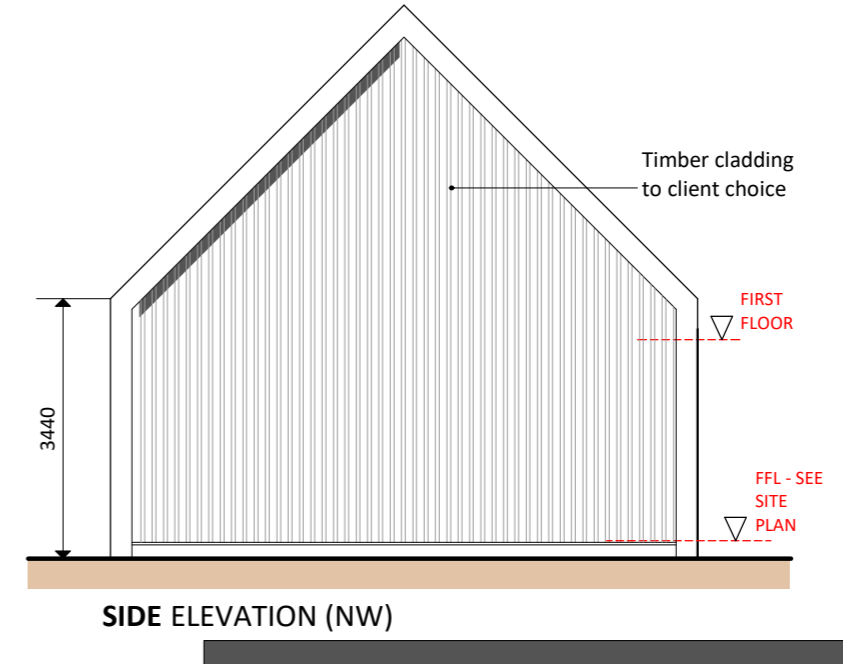 Timber cladding
to client choice
FIRST
FLOOR
3440
FFL - SEE
SITE
PLAN
SIDE ELEVATION (NW)